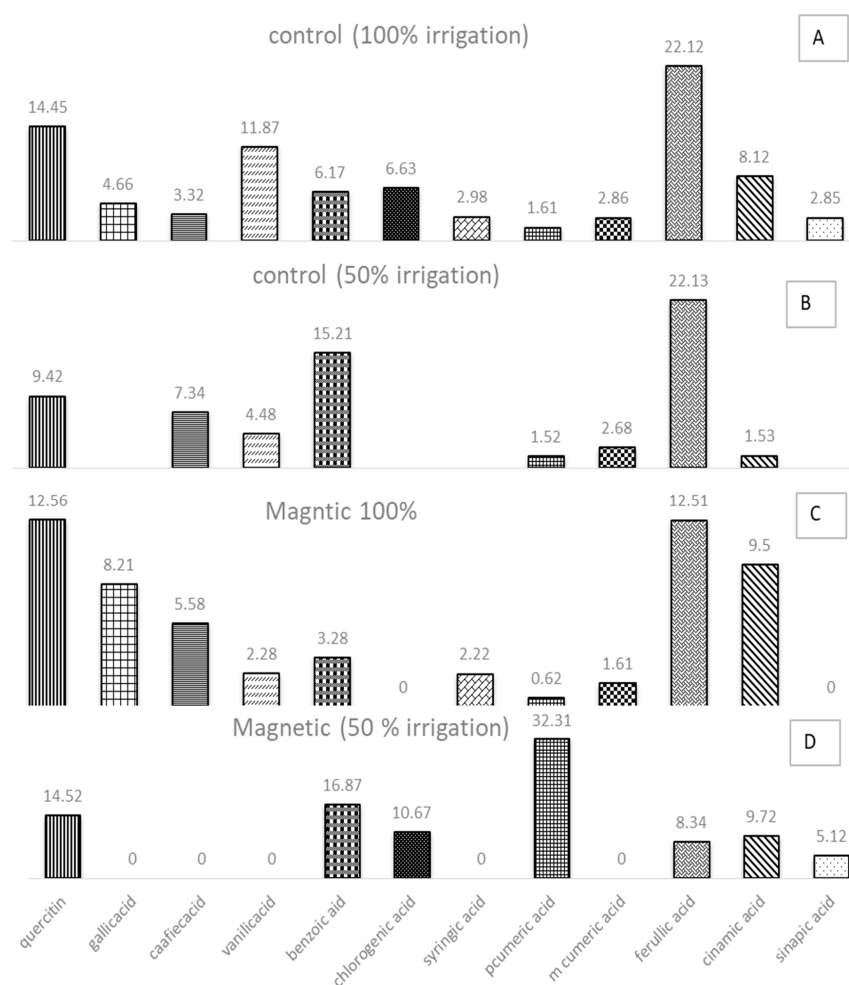 control (100% irrigation)
A
14.45
4.66
3.32
11.87
6.17
6.63
2.98
1.61
2.86
22.12
8.12
2.85
control (50% irrigation)
B
9.42
7.34
4.48
15.21
1.52
2.68
22.13
1.53
Magntic 100%
C
12.56
8.21
5.58
2.28
3.28
0
2.22
0.62
1.61
12.51
9.5
0
Magnetic (50 % irrigation)
D
14.52
0
0
0
16.87
10.67
0
32.31
0
8.34
9.72
5.12
quercitin
gallicacid
caafiecacid
vanilicacid
benzoic aid
chlorogenic acid
syringic acid
pcumeric acid
m cumeric acid
ferullic acid
cinamic acid
sinapic acid